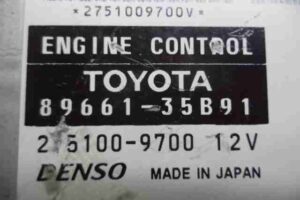 *2751009700V*
ENGINE CONTROL
TOYOTA
89661-35B91
275100-9700 12V
DENSO MADE IN JAPAN